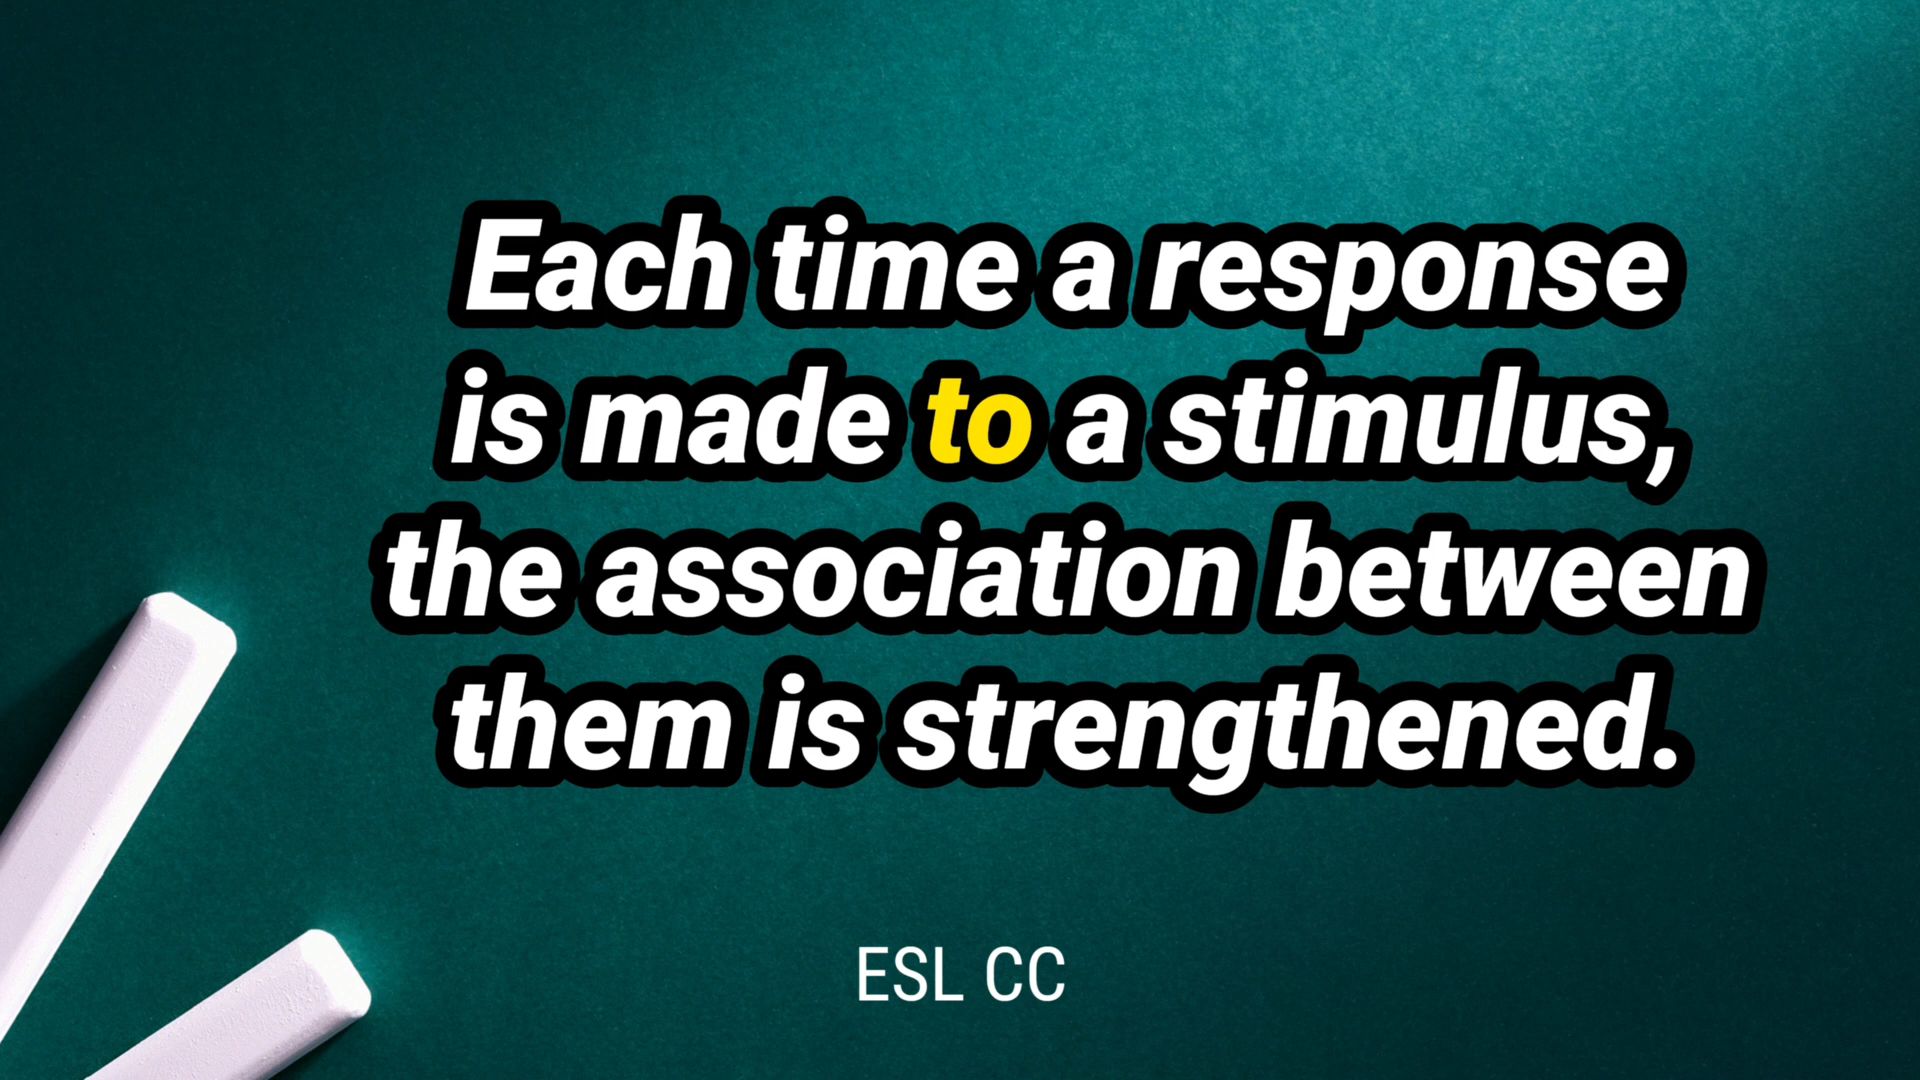 Each time a response
is made to a stimulus,
the association between
them is strengthened.
ESL CC